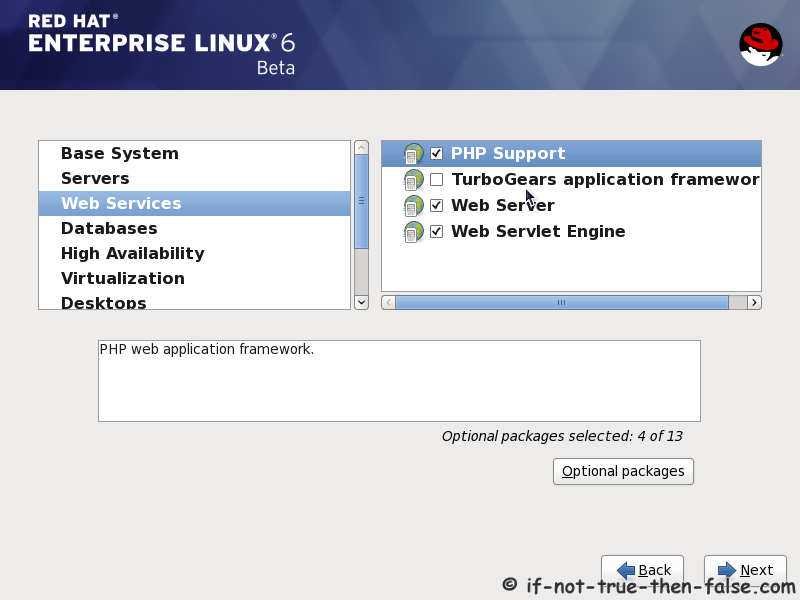 RED HAT®
ENTERPRISE LINUX® 6
Beta
Base System
Servers
Web Services
Databases
High Availability
Virtualization
Desktops
PHP Support
TurboGears application framewor
Web Server
Web Servlet Engine
PHP web application framework.
Optional packages selected: 4 of 13
Optional packages
Back
Next
© if-not-true-then-false.com